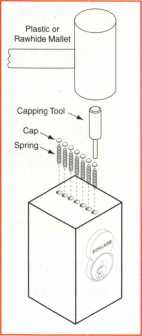 Plastic or
Rawhide Mallet
Capping Tool
Cap
Spring